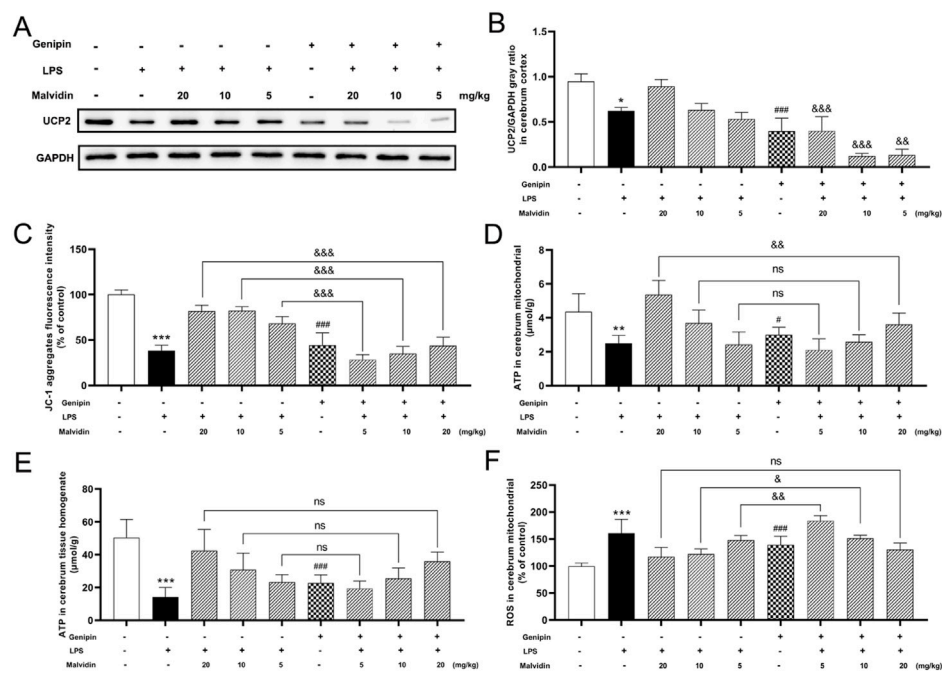 A
Genipin - - - - - + + + +
LPS - + + + + - + + +
Malvidin - - 20 10 5 - 20 10 5 mg/kg
UCP2
GAPDH
B
UCP2/GAPDH gray ratio
in cerebrum cortex
1.5
1.0
0.5
0.0
* ### &&& &&& &&
Genipin - - - - - + + + +
LPS - + + + + - + + +
Malvidin - - 20 10 5 - 20 10 5 (mg/kg)
C
JC-1 aggregates fluorescence intensity
(% of control)
150
100
50
0
&&&
&&&
&&&
*** ###
Genipin - - - - - + + + +
LPS - + + + + - + + +
Malvidin - - 20 10 5 - 5 10 20 (mg/kg)
D
ATP in cerebrum mitochondrial
(μmol/g)
8
6
4
2
0
&&
ns
ns
** #
Genipin - - - - - + + + +
LPS - + + + + - + + +
Malvidin - - 20 10 5 - 5 10 20 (mg/kg)
E
ATP in cerebrum tissue homogenate
(μmol/g)
80
60
40
20
0
ns
ns
ns
*** ###
Genipin - - - - - + + + +
LPS - + + + + - + + +
Malvidin - - 20 10 5 - 5 10 20 (mg/kg)
F
ROS in cerebrum mitochondrial
(% of control)
250
200
150
100
50
0
ns
&
&&
*** ###
Genipin - - - - - + + + +
LPS - + + + + - + + +
Malvidin - - 20 10 5 - 5 10 20 (mg/kg)